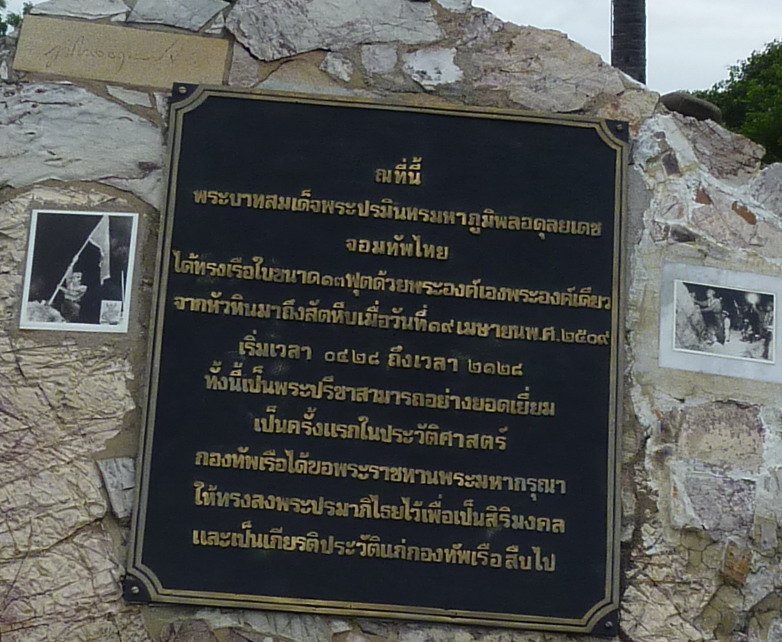 ณ ที่นี้
พระบาทสมเด็จพระปรมินทรมหาภูมิพลอดุลยเดช
จอมทัพไทย
ได้ทรงเรือใบขนาด ๑๓ ฟุตด้วยพระองค์เองพระองค์เดียว
จากหัวหินมาถึงสัตหีบเมื่อวันที่ ๑๙ เมษายน พ.ศ. ๒๕๐๙
เริ่มเวลา ๐๔๒๘ ถึงเวลา ๒๑๒๘
ทั้งนี้เป็นพระปรีชาสามารถอย่างยอดเยี่ยม
เป็นครั้งแรกในประวัติศาสตร์
กองทัพเรือได้ขอพระราชทานพระมหากรุณา
ให้ทรงลงพระปรมาภิไธยไว้เพื่อเป็นสิริมงคล
และเป็นเกียรติประวัติแก่กองทัพเรือ สืบไป